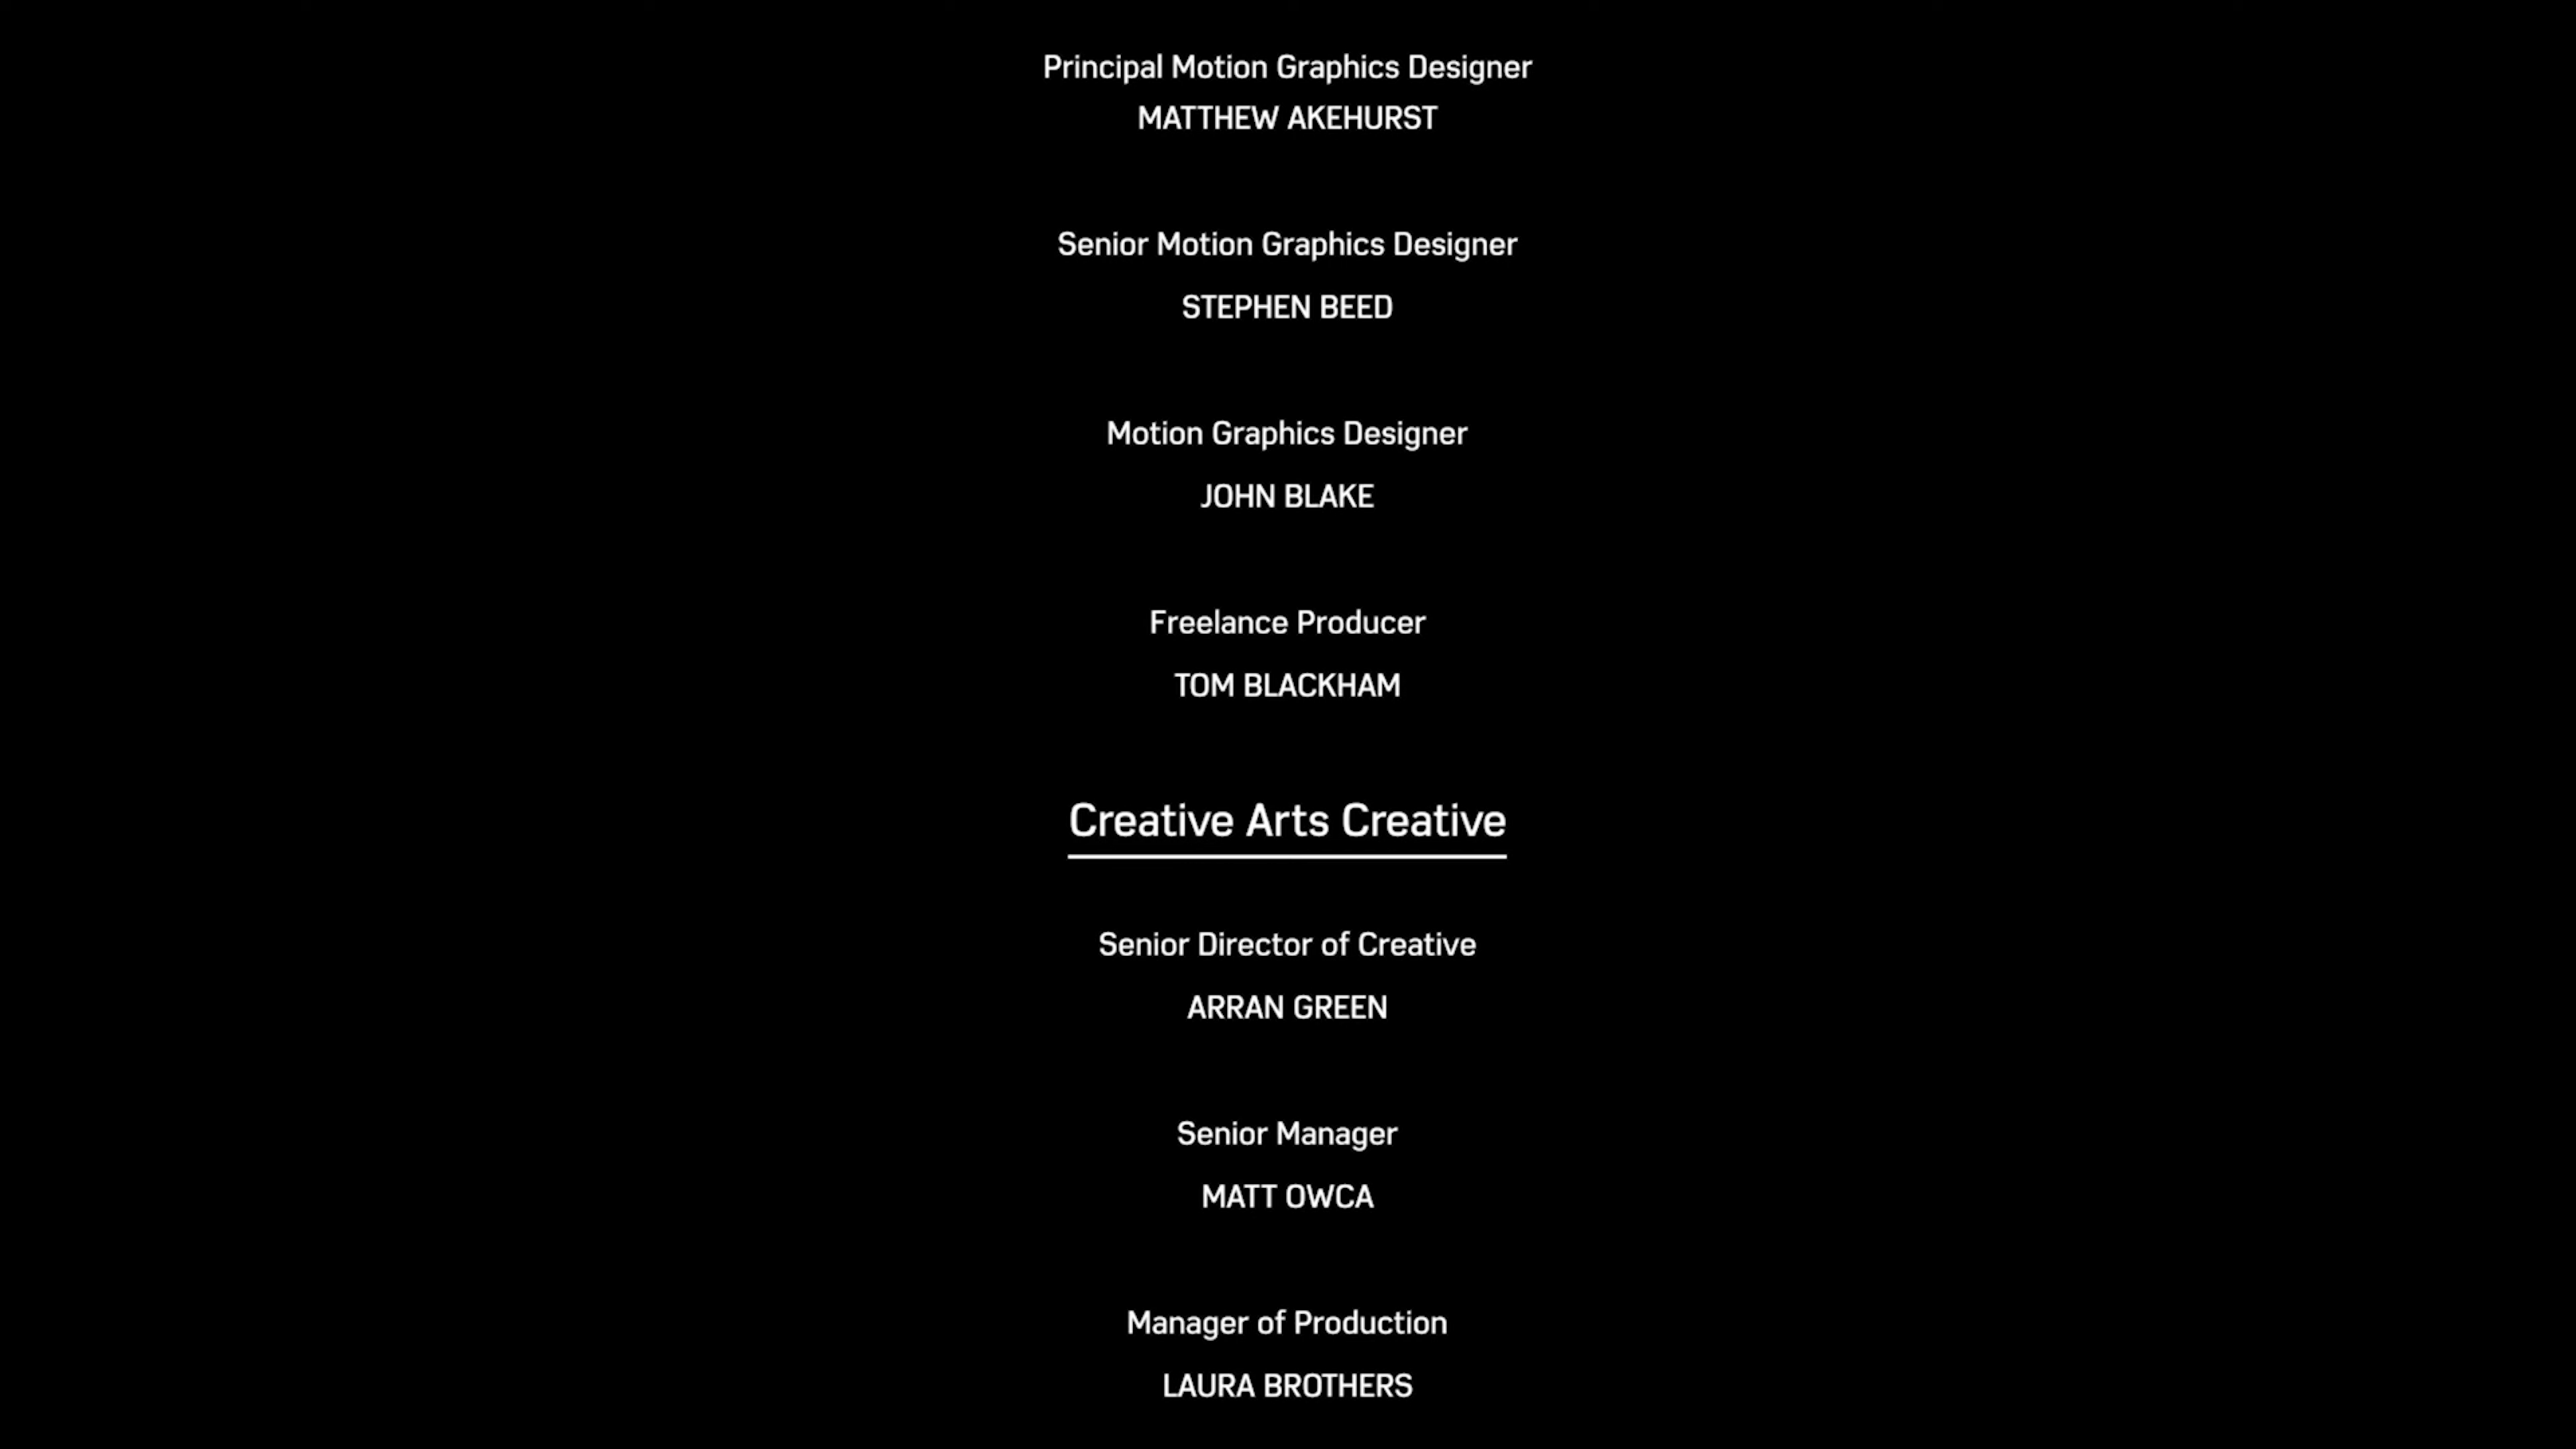 Principal Motion Graphics Designer
MATTHEW AKEHURST
Senior Motion Graphics Designer
STEPHEN BEED
Motion Graphics Designer
JOHN BLAKE
Freelance Producer
TOM BLACKHAM
Creative Arts Creative
Senior Director of Creative
ARRAN GREEN
Senior Manager
MATT OWCA
Manager of Production
LAURA BROTHERS